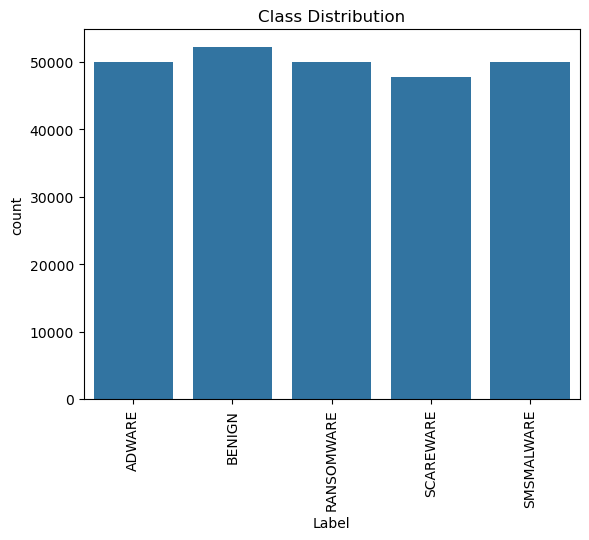 Class Distribution
count
50000
40000
30000
20000
10000
0
ADWARE
BENIGN
RANSOMWARE
SCAREWARE
SMSMALWARE
Label